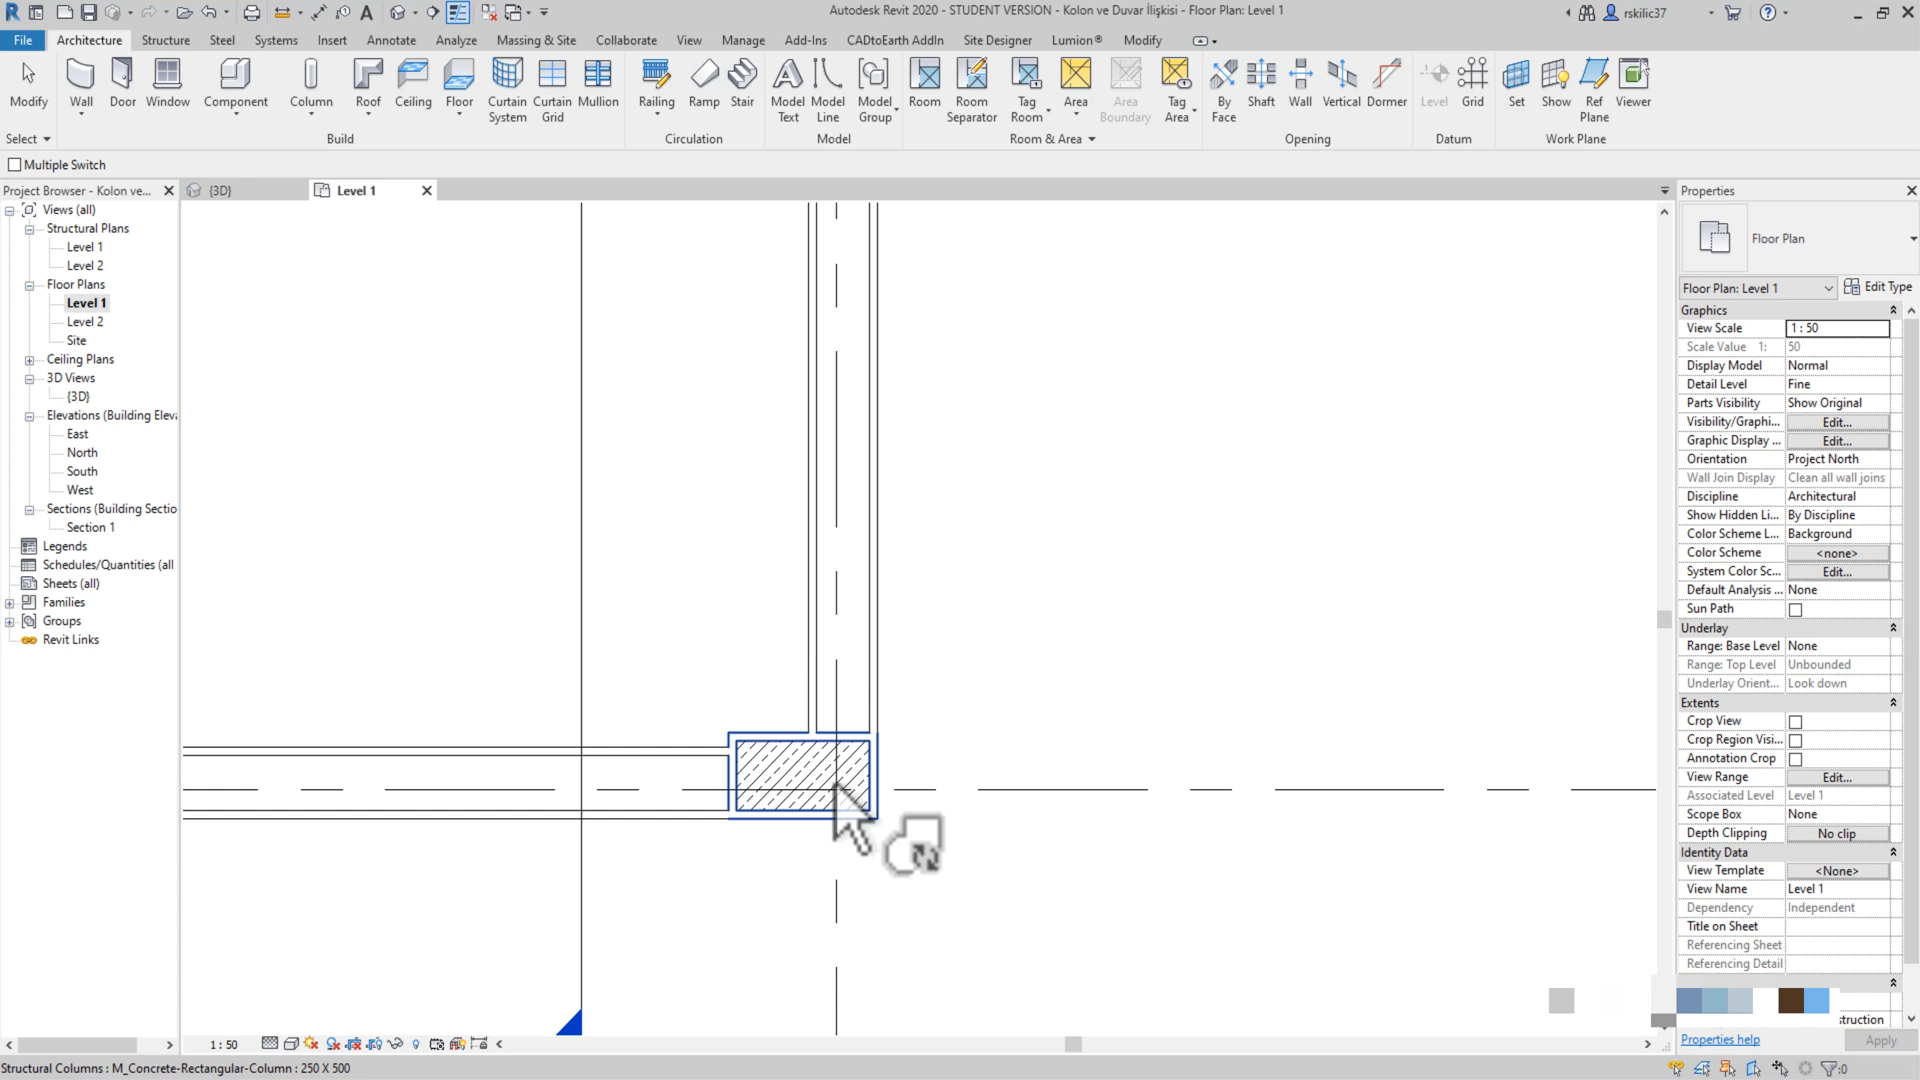 Autodesk Revit 2020 - STUDENT VERSION - Kolon ve Duvar İlişkisi - Floor Plan: Level 1
rskilic37
File
Architecture
Structure
Steel
Systems
Insert
Annotate
Analyze
Massing & Site
Collaborate
View
Manage
Add-Ins
CADtoEarth AddIn
Site Designer
Lumion®
Modify
Modify
Wall
Door
Window
Component
Column
Roof
Ceiling
Floor
Curtain System
Curtain Grid
Mullion
Railing
Ramp
Stair
Model Text
Model Line
Model Group
Room
Room Separator
Tag Room
Area
Area Boundary
Tag Area
By Face
Shaft
Wall
Vertical
Dormer
Level
Grid
Set
Show
Ref Plane
Viewer
Select
Build
Circulation
Model
Room & Area
Opening
Datum
Work Plane
Multiple Switch
Project Browser - Kolon ve...
{3D}
Level 1
Properties
Views (all)
Structural Plans
Level 1
Level 2
Floor Plans
Level 1
Level 2
Site
Ceiling Plans
3D Views
{3D}
Elevations (Building Eleva
East
North
South
West
Sections (Building Sectio
Section 1
Legends
Schedules/Quantities (all
Sheets (all)
Families
Groups
Revit Links
Floor Plan
Floor Plan: Level 1
Edit Type
Graphics
View Scale 1 : 50
Scale Value 1: 50
Display Model Normal
Detail Level Fine
Parts Visibility Show Original
Visibility/Graphi... Edit...
Graphic Display ... Edit...
Orientation Project North
Wall Join Display Clean all wall joins
Discipline Architectural
Show Hidden Li... By Discipline
Color Scheme L... Background
Color Scheme <none>
System Color Sc... Edit...
Default Analysis ... None
Sun Path
Underlay
Range: Base Level None
Range: Top Level Unbounded
Underlay Orient... Look down
Extents
Crop View
Crop Region Visi...
Annotation Crop
View Range Edit...
Associated Level Level 1
Scope Box None
Depth Clipping No clip
Identity Data
View Template <None>
View Name Level 1
Dependency Independent
Title on Sheet
Referencing Sheet
Referencing Detail
struction
Properties help
Apply
1 : 50
Structural Columns : M_Concrete-Rectangular-Column : 250 X 500
:0